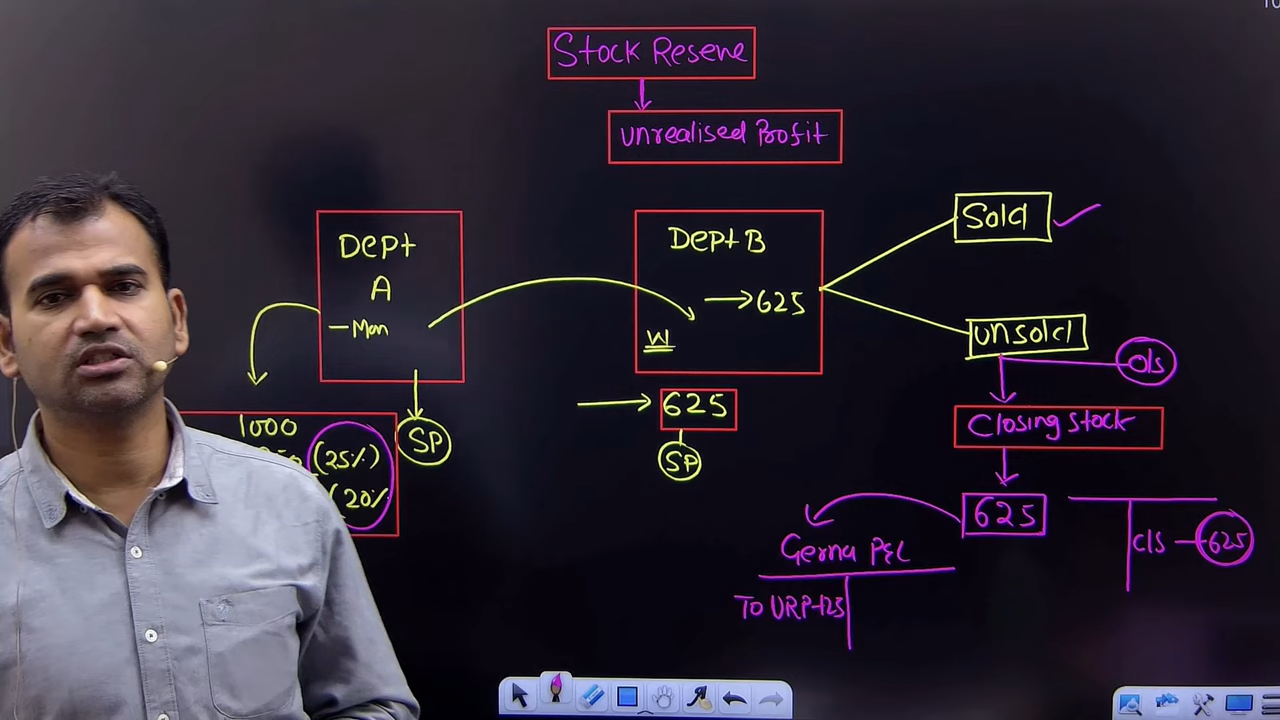 Stock Reserve
unrealised Profit
Dept
A
-Man
SP
1000
(25%)
(20%
Dept B
→625
W
625
SP
Sold
unsold
o/s
Closing stock
625
c/s - 625
Gerna P&L
To URP-125